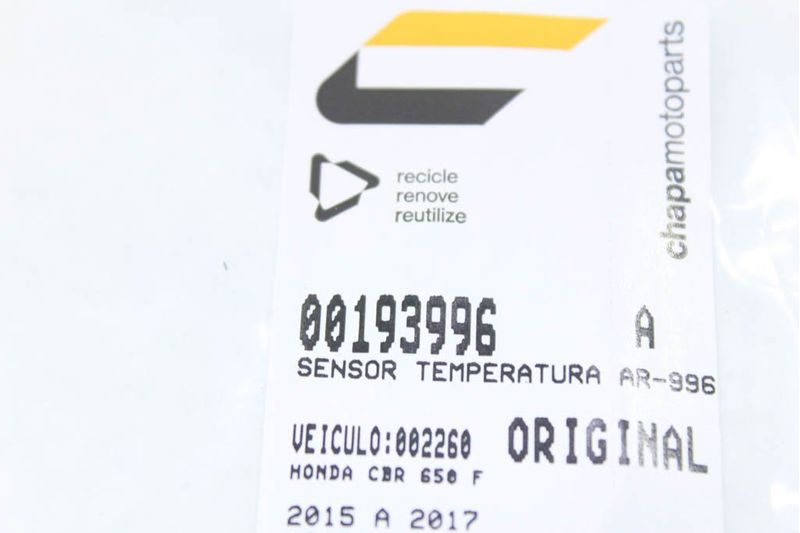 chapamotoparts
recicle
renove
reutilize
00193996 A
SENSOR TEMPERATURA AR-996
VEICULO:002260 ORIGINAL
HONDA CBR 650 F
2015 A 2017